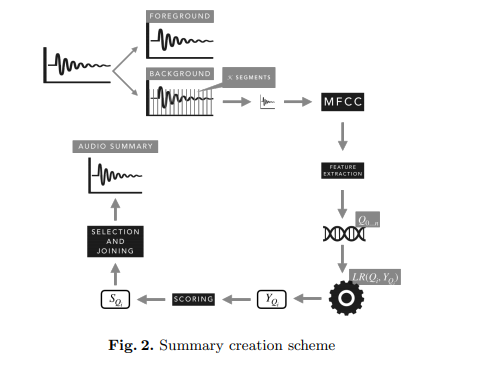 FOREGROUND
BACKGROUND
X SEGMENTS
MFCC
AUDIO SUMMARY
FEATURE
EXTRACTION
Q0...n
SELECTION
AND
JOINING
LR(Qi, YQi)
SQi
SCORING
YQi
Fig. 2. Summary creation scheme